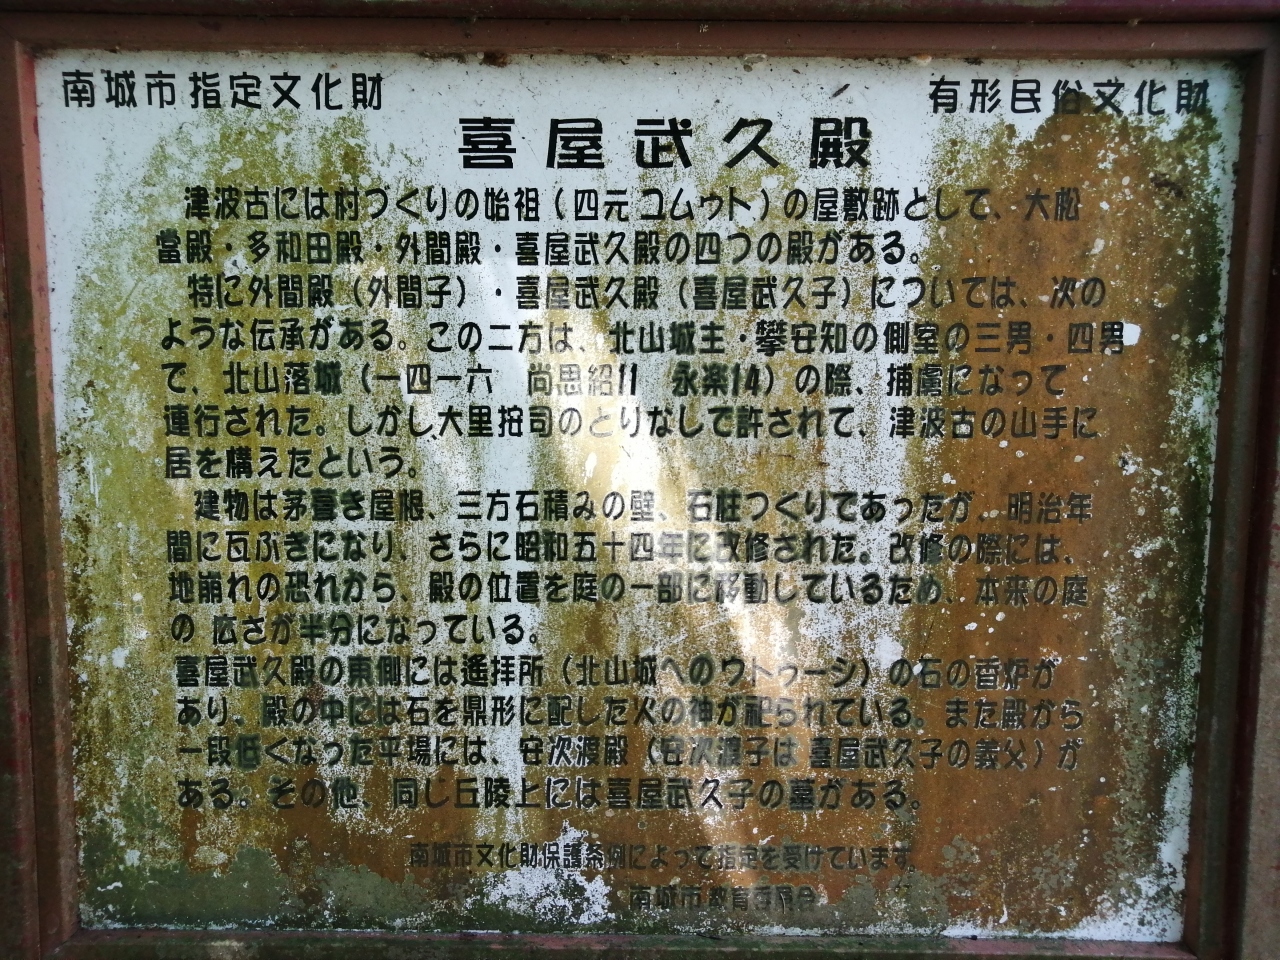 南城市指定文化財
有形民俗文化財
喜屋武久殿
津波古には村づくりの始祖（四元ユムゥト）の屋敷跡として、大松
當殿・多和田殿・外間殿・喜屋武久殿の四つの殿がある。
特に外間殿（外間子）・喜屋武久殿（喜屋武久子）については、次の
ような伝承がある。この二方は、北山城主・攀安知の側室の三男・四男
で、北山落城（一四一六　尚思紹11　永楽14）の際、捕虜になって
連行された。しかし、大里按司のとりなしで許されて、津波古の山手に
居を構えたという。
建物は茅葺き屋根、三方石積みの壁、石柱つくりであったが、明治年
間に瓦ぶきになり、さらに昭和五十四年に改修された。改修の際には、
地崩れの恐れから、殿の位置を庭の一部に移動しているため、本来の庭
の 広さが半分になっている。
喜屋武久殿の東側には遙拝所（北山城へのウトゥーシ）の石の香炉が
あり、殿の中には石を鼎形に配した火の神が祀られている。また殿から
一段低くなった平場には、安次渡殿（安次渡子は 喜屋武久子の義父）が
ある。その他、同じ丘陵上には喜屋武久子の墓がある。
南城市文化財保護条例によって指定を受けています。
南城市教育委員会